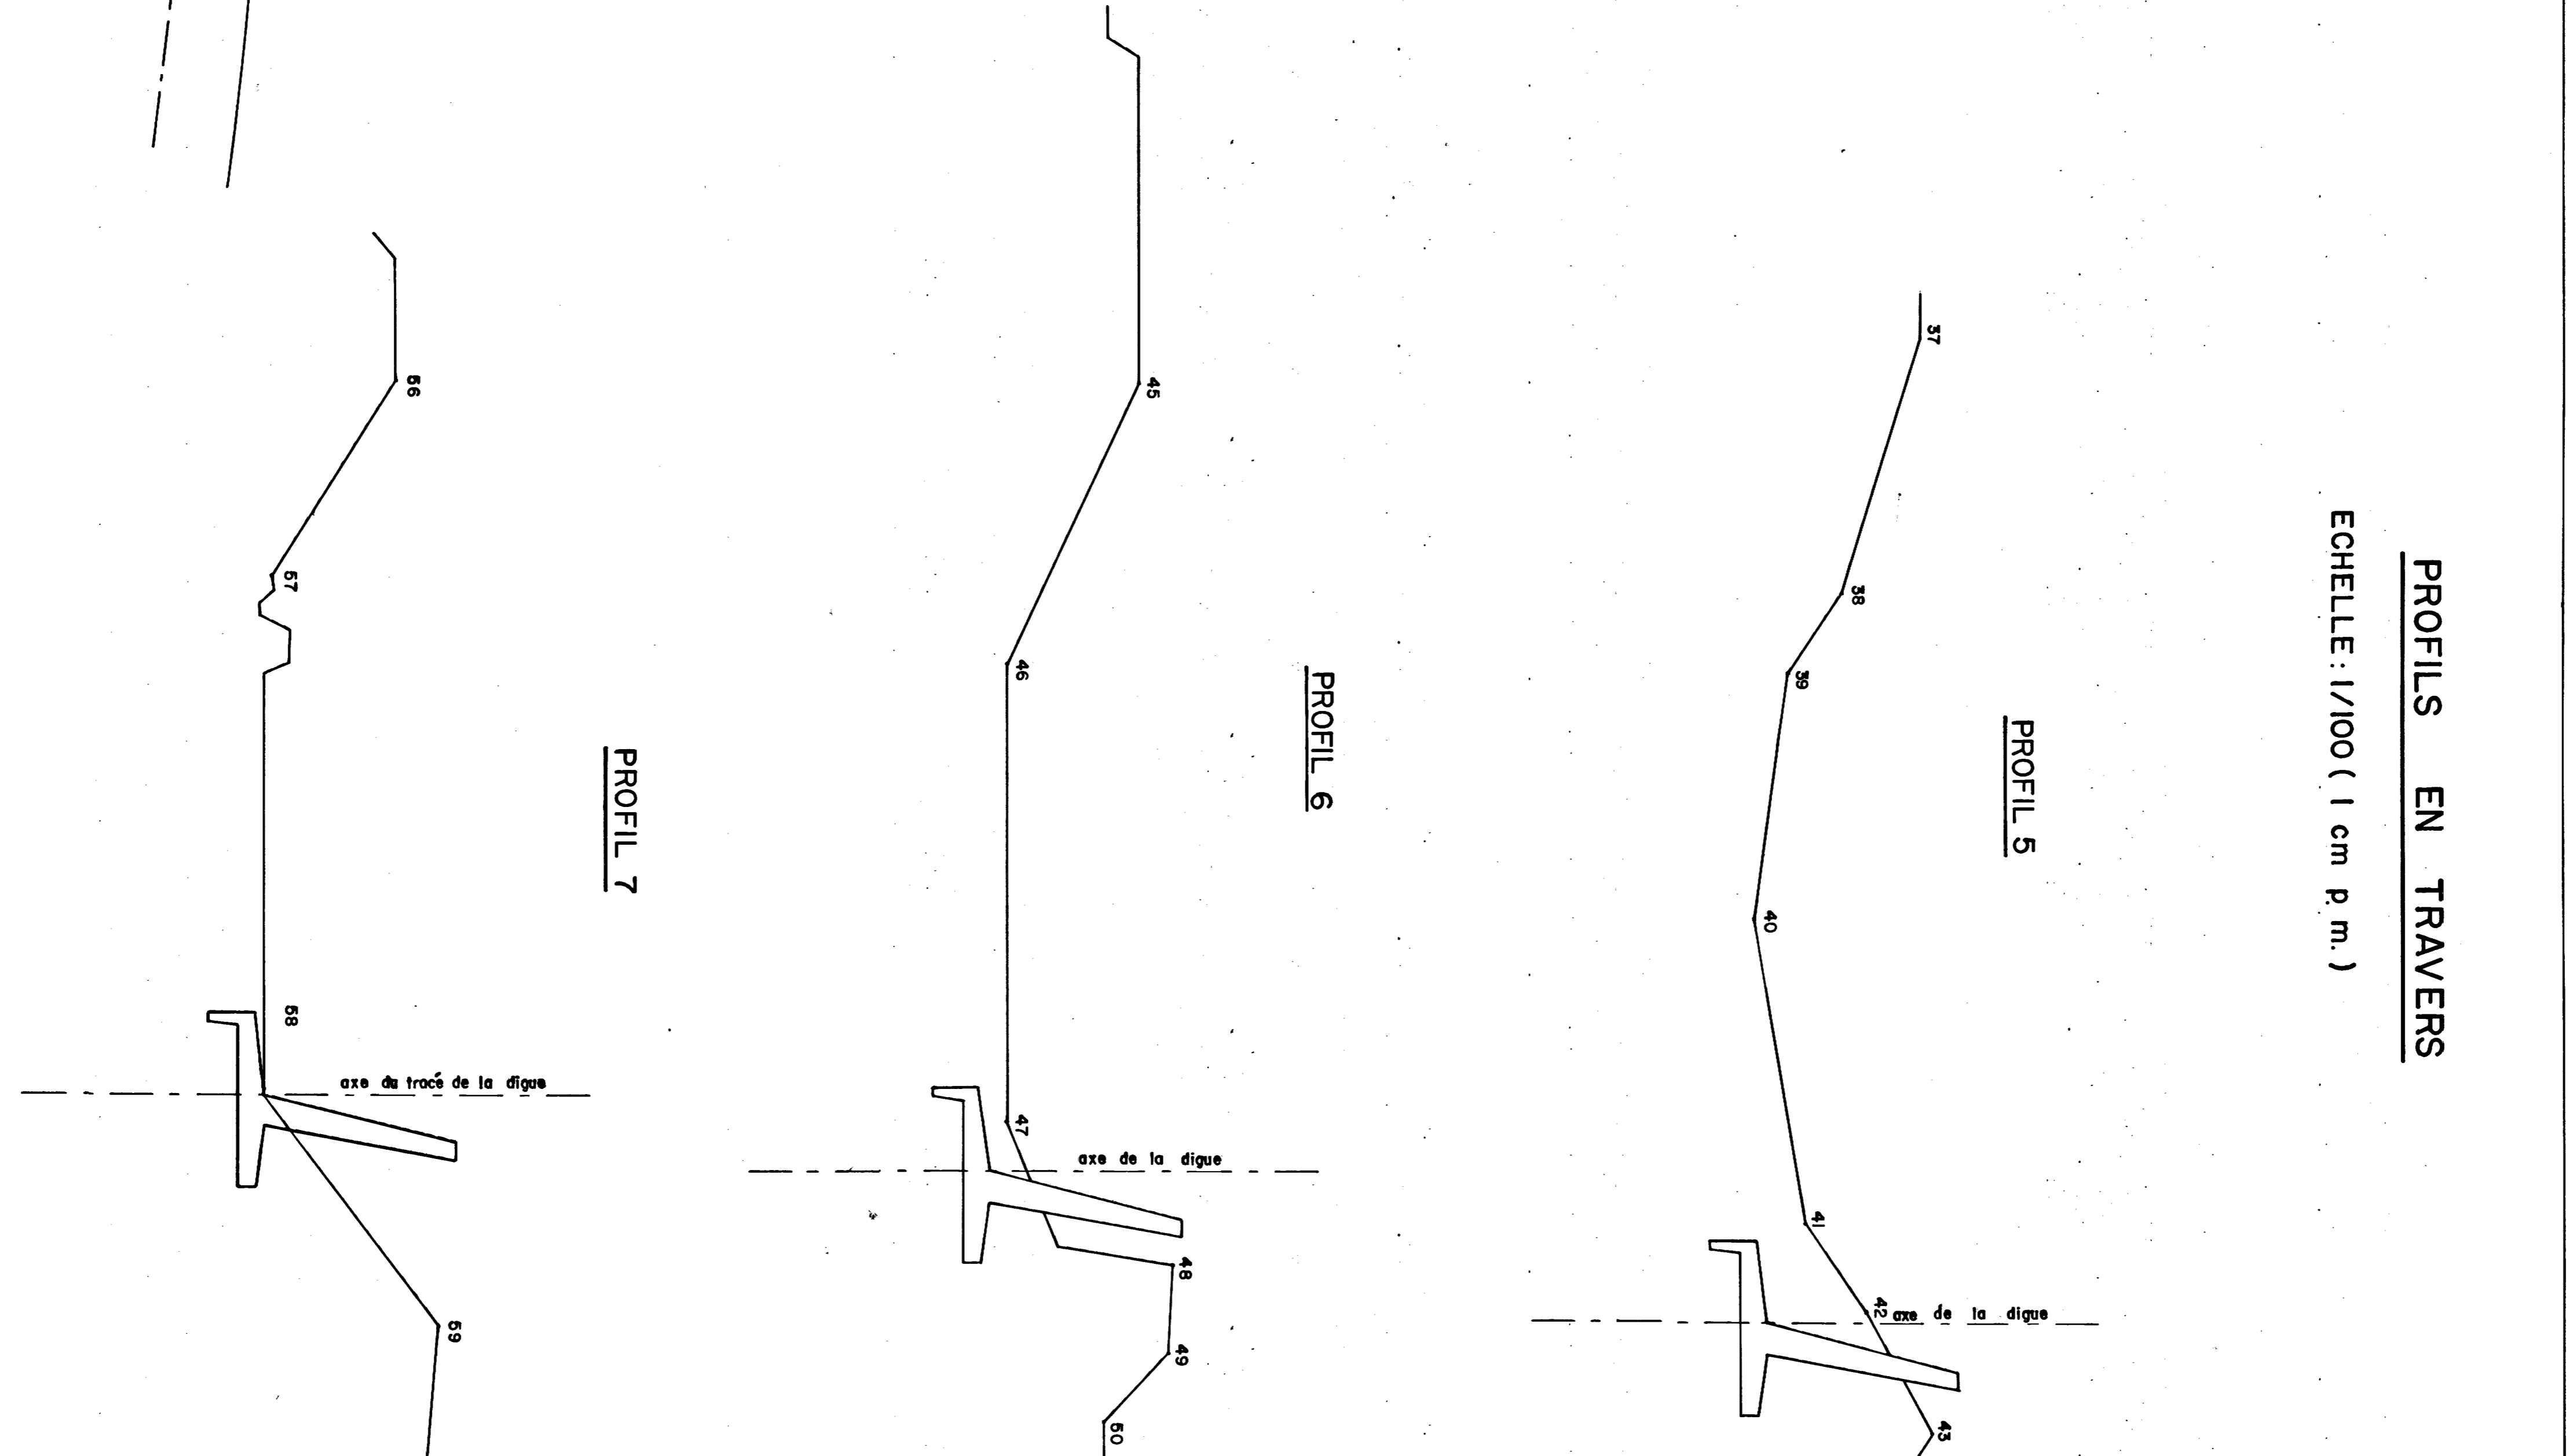 PROFILS EN TRAVERS
ECHELLE: 1/100 ( 1 cm p. m. )
PROFIL 5
37
38
39
40
41
42
axe de la digue
43
PROFIL 6
45
46
47
axe de la digue
48
49
50
PROFIL 7
56
57
58
axe du tracé de la digue
59